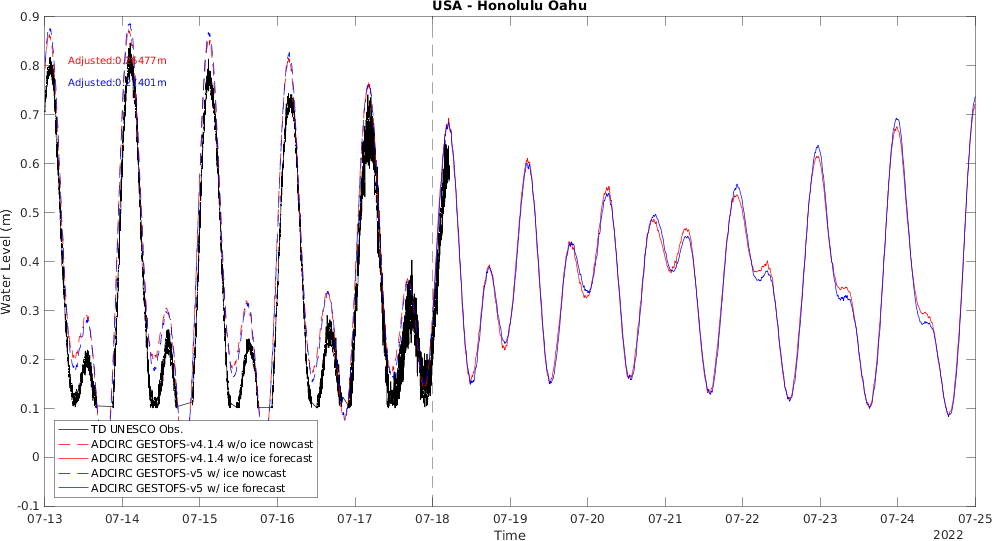 USA - Honolulu Oahu
0.9
0.8
0.7
0.6
0.5
0.4
0.3
0.2
0.1
0
-0.1
Water Level (m)
TD UNESCO Obs.
ADCIRC GESTOFS-v4.1.4 w/o ice nowcast
ADCIRC GESTOFS-v4.1.4 w/o ice forecast
ADCIRC GESTOFS-v5 w/ ice nowcast
ADCIRC GESTOFS-v5 w/ ice forecast
07-13 07-14 07-15 07-16 07-17 07-18 07-19 07-20 07-21 07-22 07-23 07-24 07-25
Time
2022